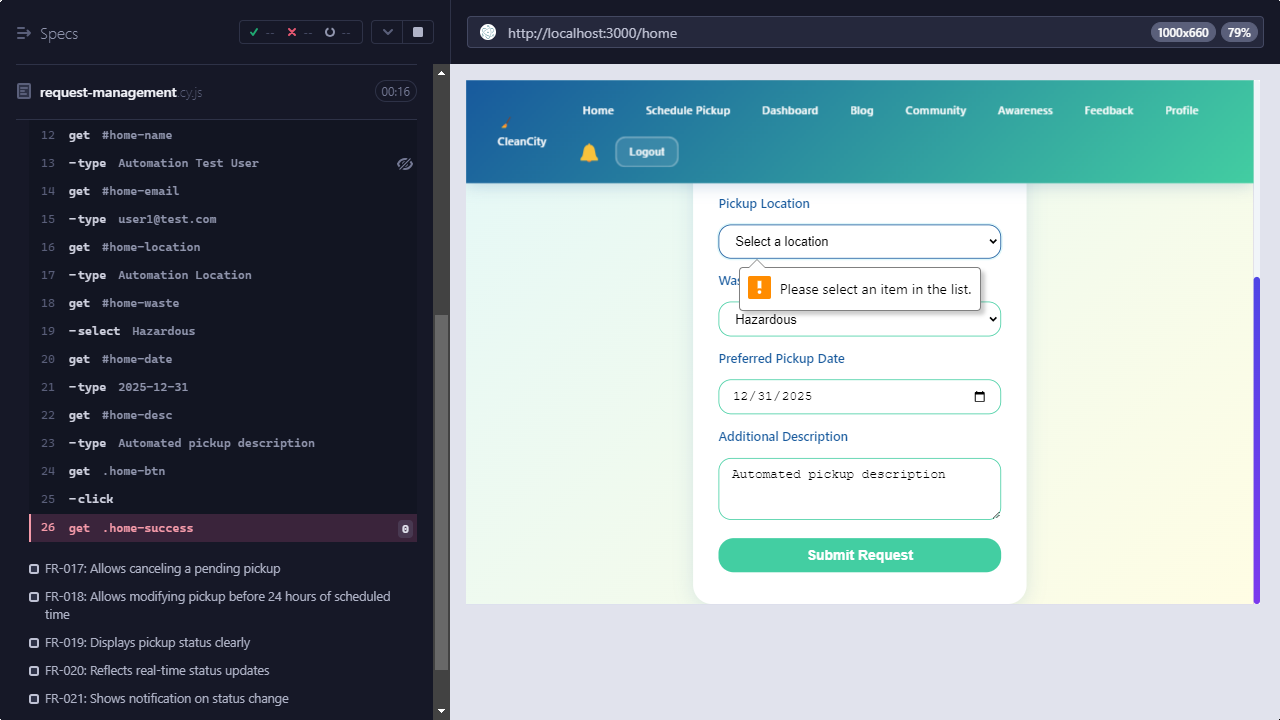 Specs
-- -- --
request-management.cy.js
00:16
12 get #home-name
13 -type Automation Test User
14 get #home-email
15 -type user1@test.com
16 get #home-location
17 -type Automation Location
18 get #home-waste
19 -select Hazardous
20 get #home-date
21 -type 2025-12-31
22 get #home-desc
23 -type Automated pickup description
24 get .home-btn
25 -click
26 get .home-success 0
FR-017: Allows canceling a pending pickup
FR-018: Allows modifying pickup before 24 hours of scheduled
time
FR-019: Displays pickup status clearly
FR-020: Reflects real-time status updates
FR-021: Shows notification on status change
http://localhost:3000/home
1000x660
79%
CleanCity
Home
Schedule Pickup
Dashboard
Blog
Community
Awareness
Feedback
Profile
Logout
Pickup Location
Select a location
Was
Please select an item in the list.
Hazardous
Preferred Pickup Date
12/31/2025
Additional Description
Automated pickup description
Submit Request